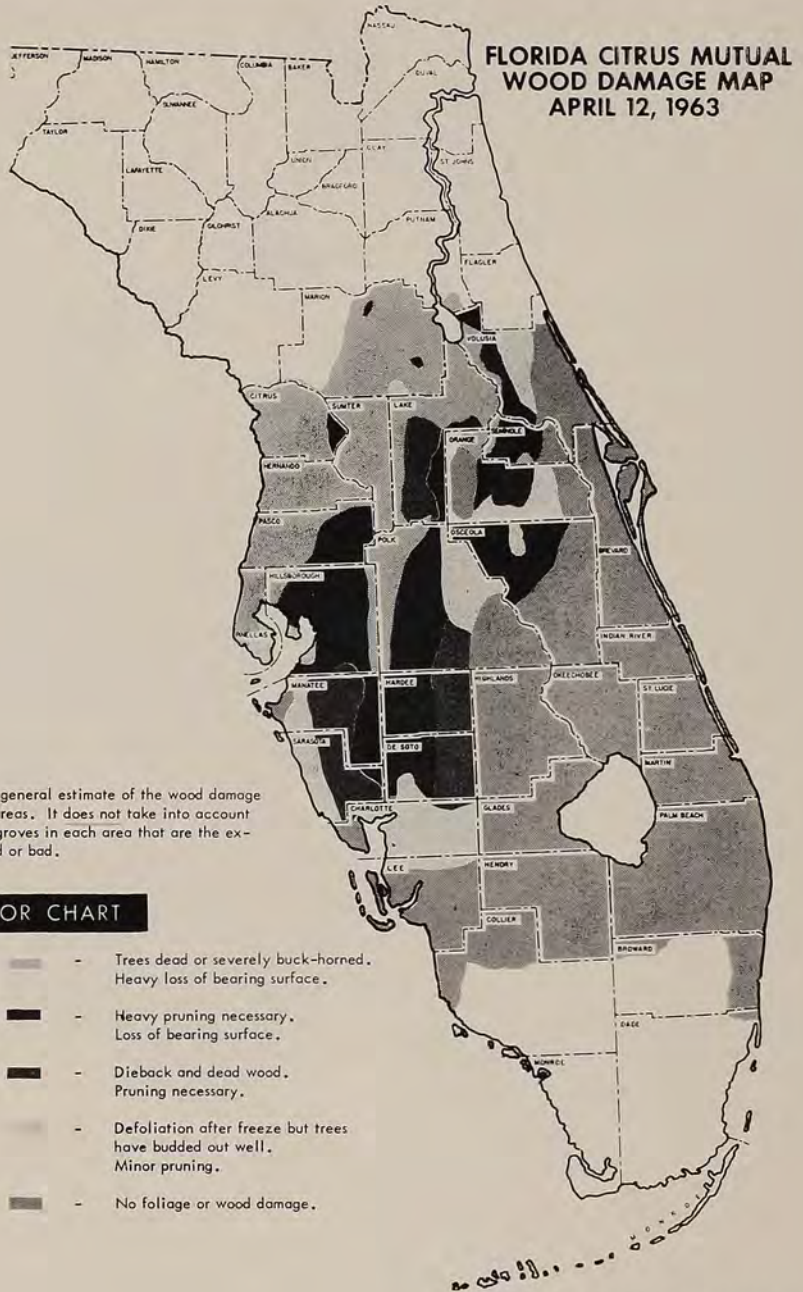 FLORIDA CITRUS MUTUAL
WOOD DAMAGE MAP
APRIL 12, 1963
NASSAU
JEFFERSON
MADISON
HAMILTON
COLUMBIA
BAKER
DUVAL
SUWANNEE
TAYLOR
LAFAYETTE
UNION
BRADFORD
CLAY
ST JOHNS
DIXIE
GILCHRIST
ALACHUA
PUTNAM
FLAGLER
LEVY
MARION
VOLUSIA
CITRUS
SUMTER
LAKE
ORANGE
SEMINOLE
HERNANDO
PASCO
POLK
OSCEOLA
BREVARD
HILLSBOROUGH
PINELLAS
INDIAN RIVER
MANATEE
HARDEE
HIGHLANDS
OKEECHOBEE
ST. LUCIE
SARASOTA
DE SOTO
MARTIN
CHARLOTTE
GLADES
PALM BEACH
LEE
HENDRY
COLLIER
BROWARD
DADE
MONROE
MONROE
general estimate of the wood damage
reas. It does not take into account
groves in each area that are the ex-
d or bad.
OR CHART
- Trees dead or severely buck-horned.
Heavy loss of bearing surface.
- Heavy pruning necessary.
Loss of bearing surface.
- Dieback and dead wood.
Pruning necessary.
- Defoliation after freeze but trees
have budded out well.
Minor pruning.
- No foliage or wood damage.